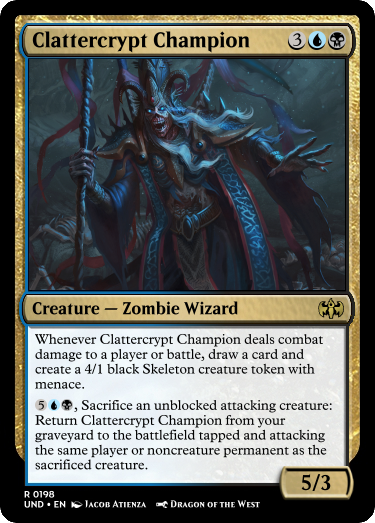 Clattercrypt Champion 3
Creature — Zombie Wizard
Whenever Clattercrypt Champion deals combat
damage to a player or battle, draw a card and
create a 4/1 black Skeleton creature token with
menace.
5, Sacrifice an unblocked attacking creature:
Return Clattercrypt Champion from your
graveyard to the battlefield tapped and attacking
the same player or noncreature permanent as the
sacrificed creature.
5/3
R 0198
UND • EN Jacob Atienza Dragon of the West